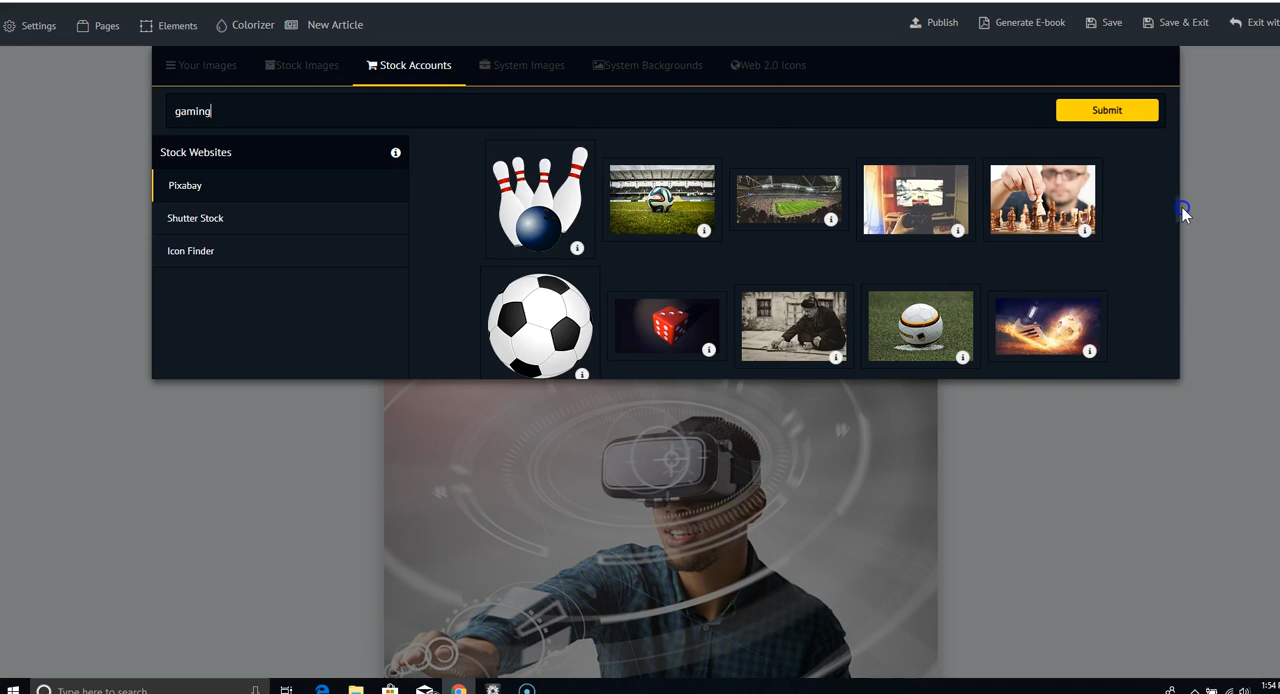 Settings Pages Elements Colorizer New Article Publish Generate E-book Save Save & Exit Exit wit
Your Images Stock Images Stock Accounts System Images System Backgrounds Web 2.0 Icons
gaming Submit
Stock Websites
Pixabay
Shutter Stock
Icon Finder
Type here to search
1:54